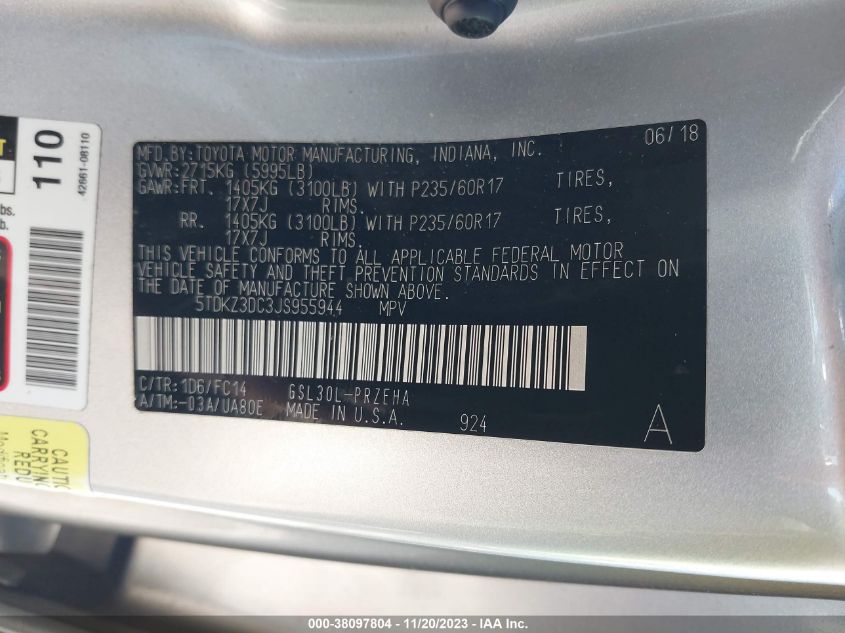 110
42661-08110
bs.
b.
CAUTIO
CARRYING
REDU
06/18
MFD.BY:TOYOTA MOTOR MANUFACTURING, INDIANA, INC.
GVWR:2715KG (5995LB)
GAWR:FRT. 1405KG (3100LB) WITH P235/60R17 TIRES,
17X7J RIMS.
RR. 1405KG (3100LB) WITH P235/60R17 TIRES,
17X7J RIMS.
THIS VEHICLE CONFORMS TO ALL APPLICABLE FEDERAL MOTOR
VEHICLE SAFETY AND THEFT PREVENTION STANDARDS IN EFFECT ON
THE DATE OF MANUFACTURE SHOWN ABOVE.
5TDKZ3DC3JS955944 MPV
C/TR:1D6/FC14 GSL30L-PRZEHA
A/TM:-03A/UA80E MADE IN U.S.A. 924 A
000-38097804 - 11/20/2023 - IAA Inc.